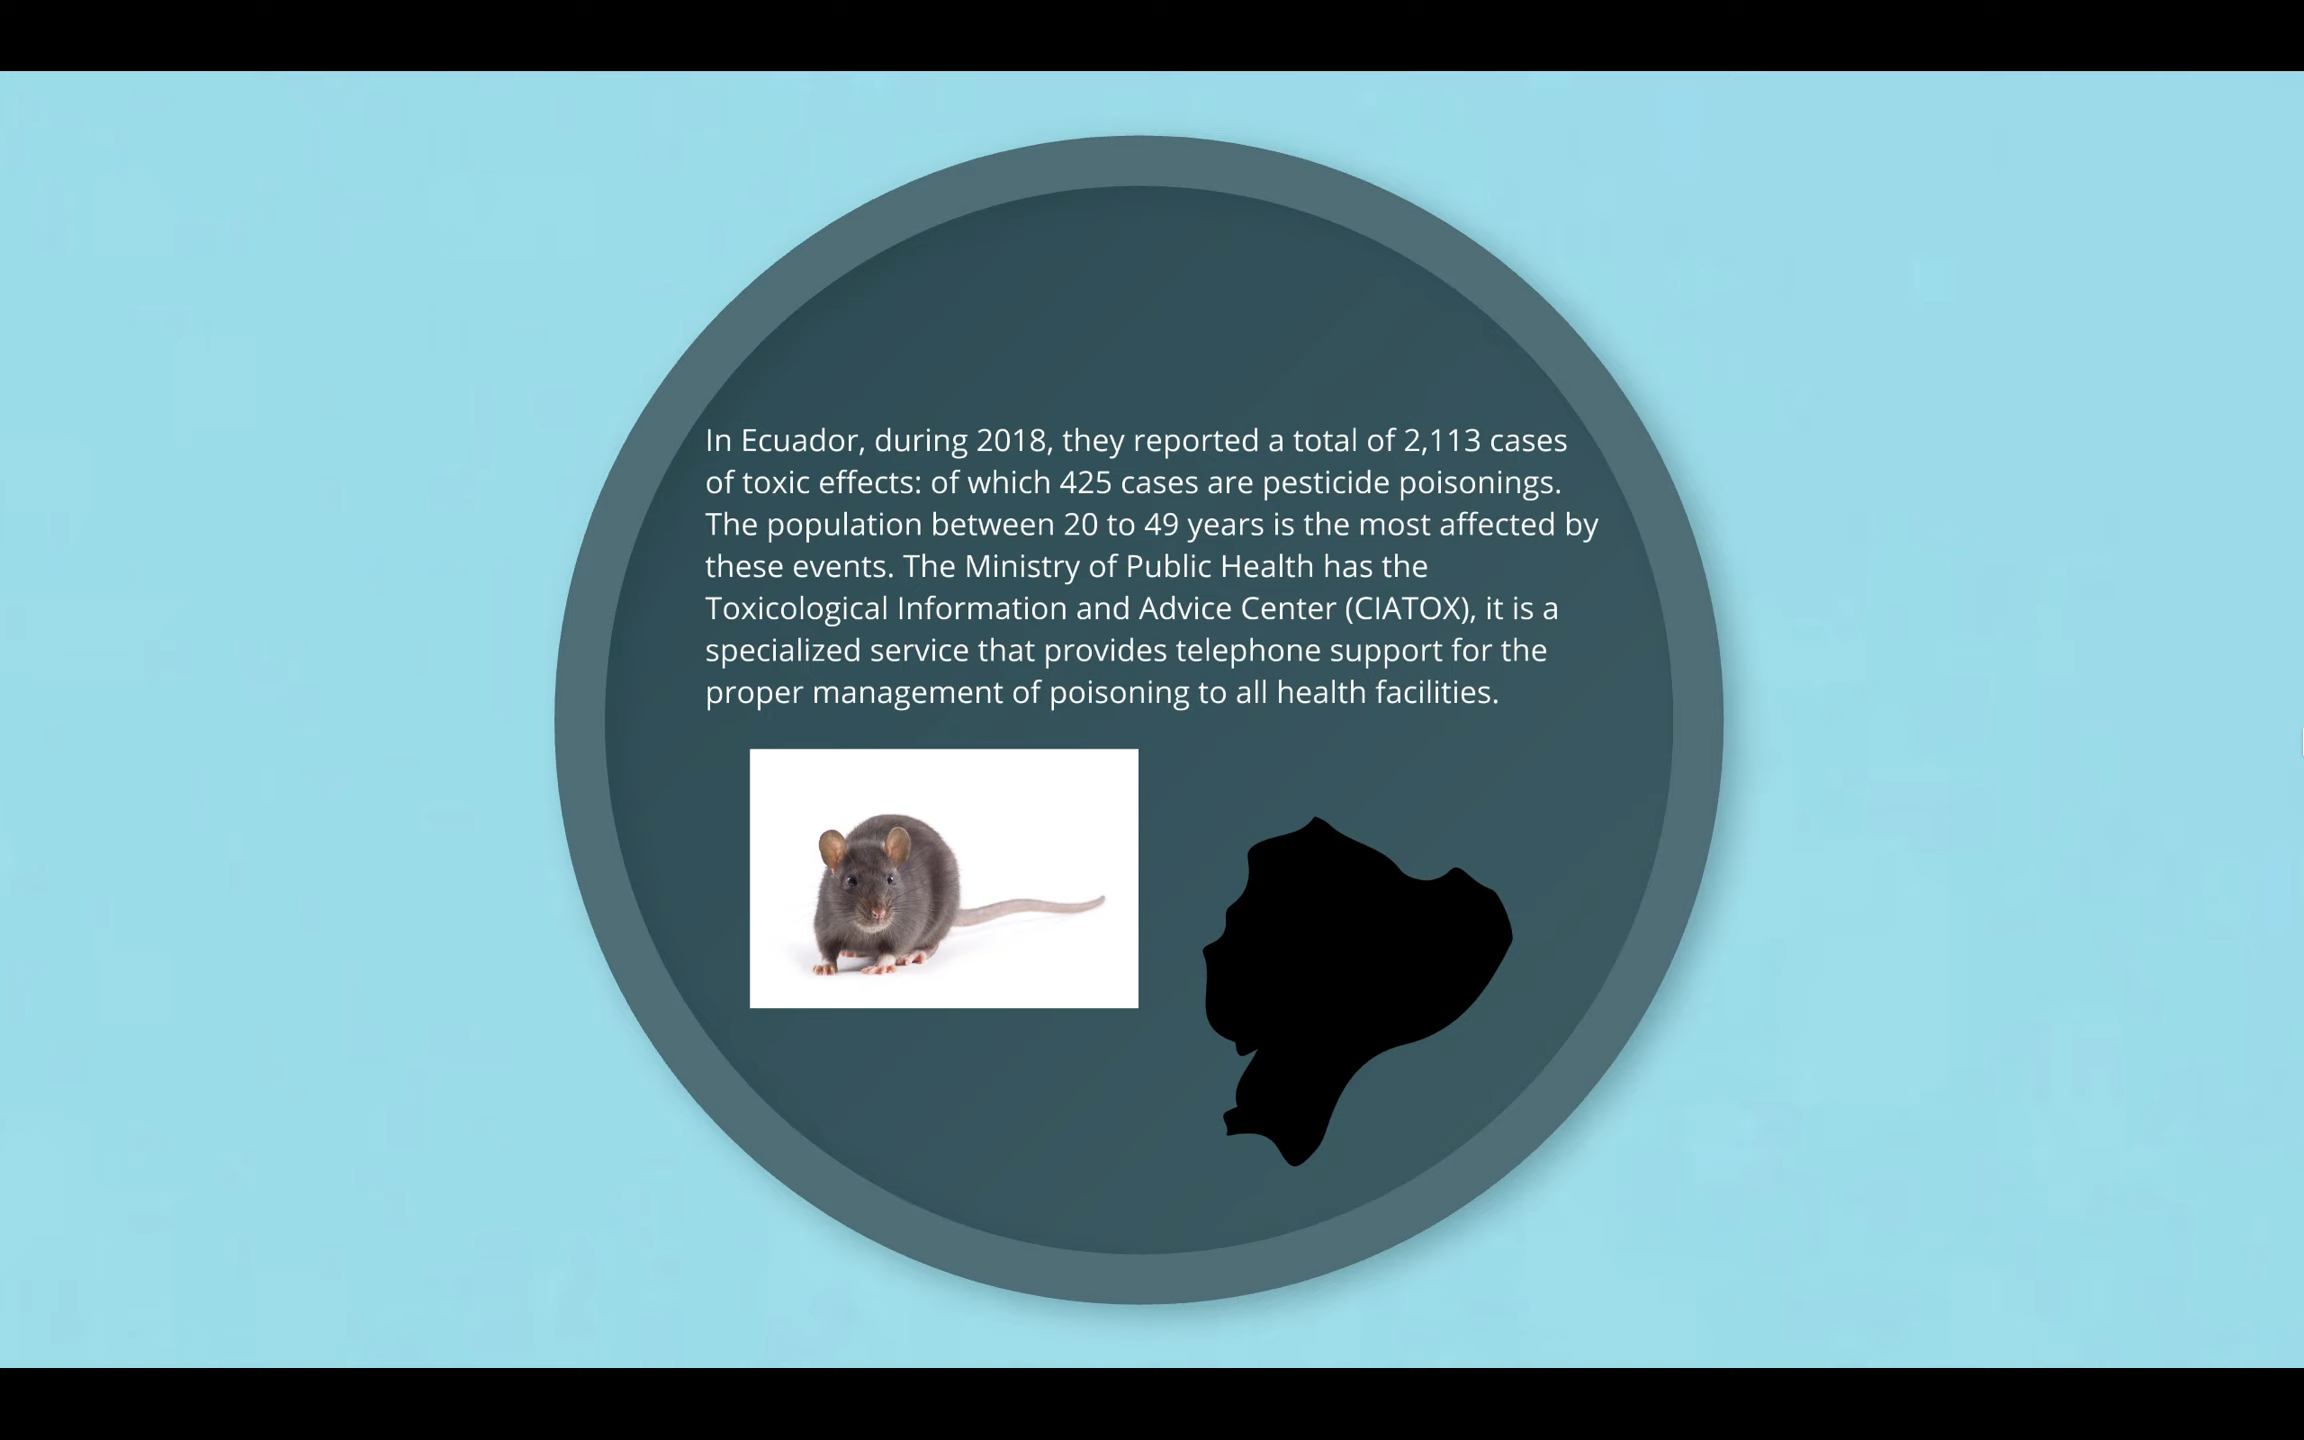 In Ecuador, during 2018, they reported a total of 2,113 cases
of toxic effects: of which 425 cases are pesticide poisonings.
The population between 20 to 49 years is the most affected by
these events. The Ministry of Public Health has the
Toxicological Information and Advice Center (CIATOX), it is a
specialized service that provides telephone support for the
proper management of poisoning to all health facilities.